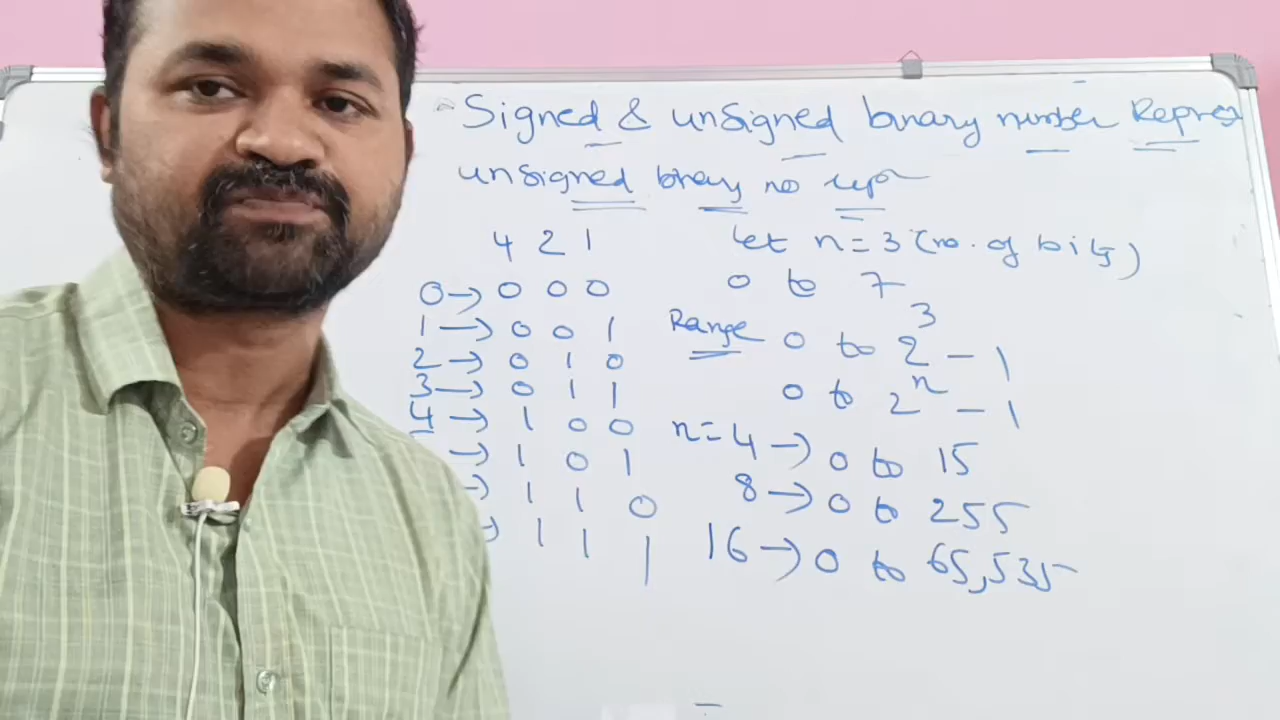 Signed & unsigned binary number Repres
unsigned binary no repr
4 2 1
let n=3 (no. of bits)
0 → 0 0 0
0 to 7
1 → 0 0 1
Range 0 to 2³ - 1
2 → 0 1 0
3 → 0 1 1
0 to 2ⁿ - 1
4 → 1 0 0
n=4 → 0 to 15
→ 1 0 1
8 → 0 to 255
→ 1 1 0
16 → 0 to 65,535
→ 1 1 1